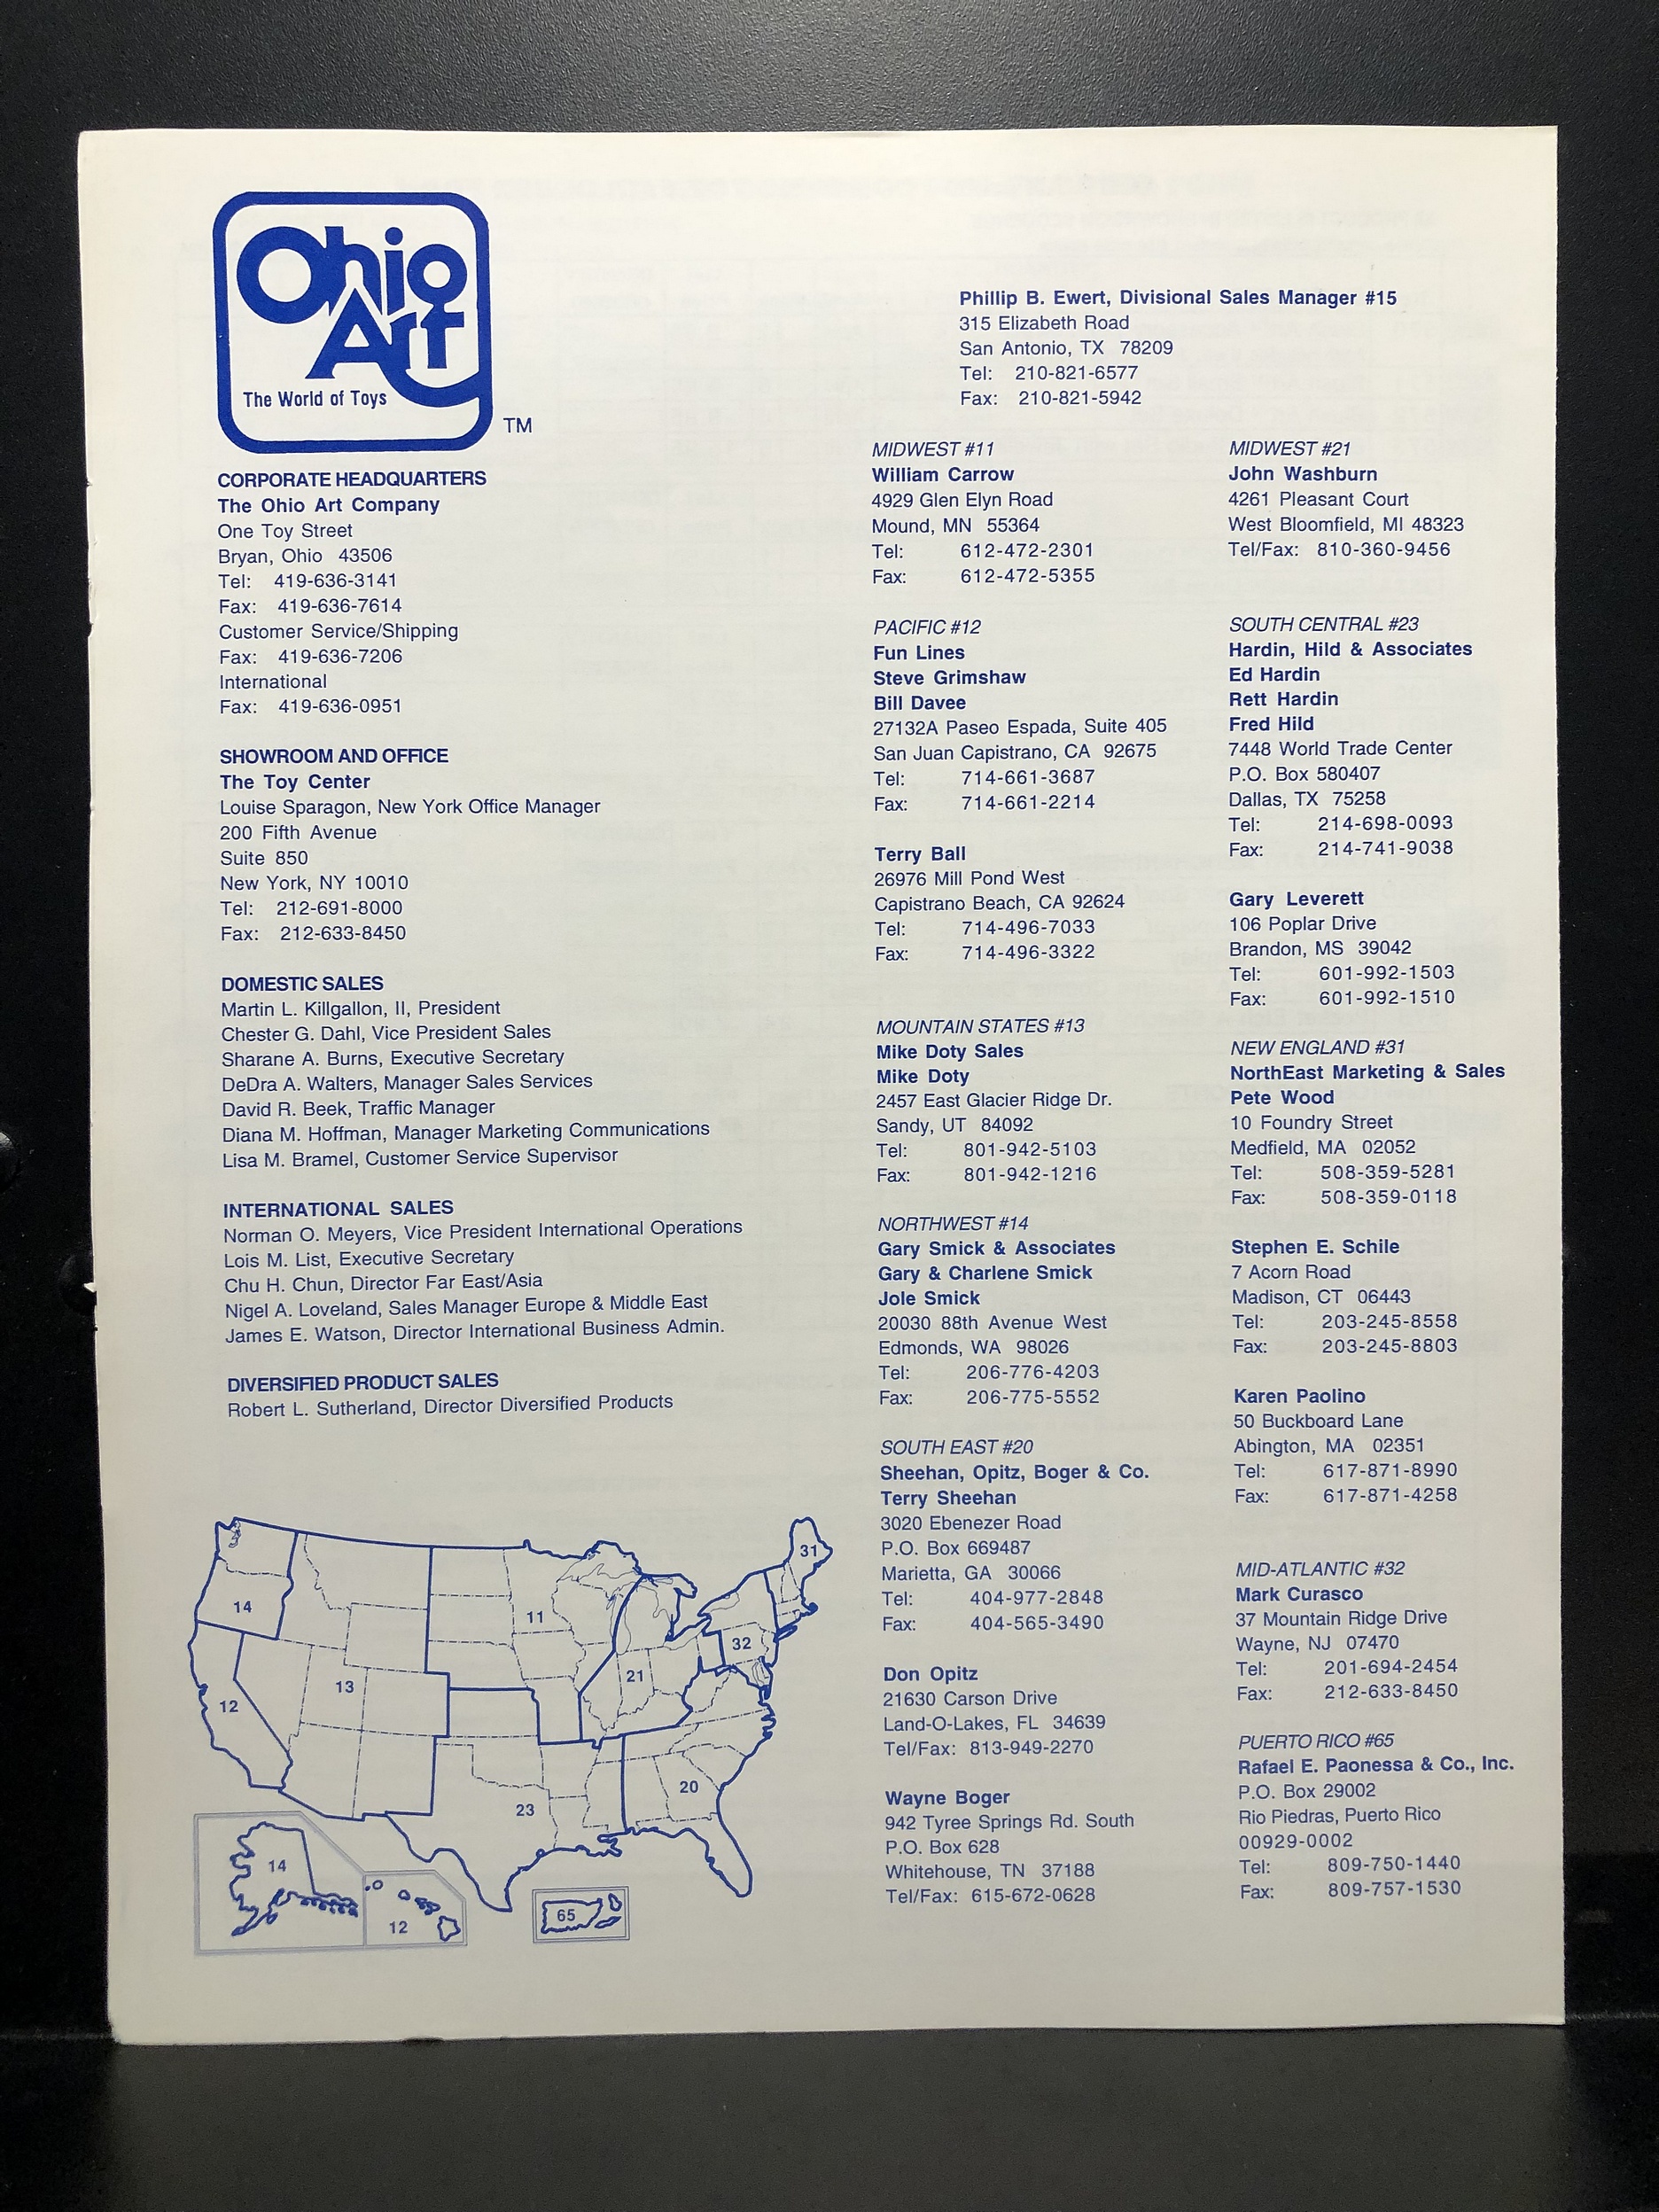 Ohio
Art
The World of Toys
TM
CORPORATE HEADQUARTERS
The Ohio Art Company
One Toy Street
Bryan, Ohio 43506
Tel: 419-636-3141
Fax: 419-636-7614
Customer Service/Shipping
Fax: 419-636-7206
International
Fax: 419-636-0951
SHOWROOM AND OFFICE
The Toy Center
Louise Sparagon, New York Office Manager
200 Fifth Avenue
Suite 850
New York, NY 10010
Tel: 212-691-8000
Fax: 212-633-8450
DOMESTIC SALES
Martin L. Killgallon, II, President
Chester G. Dahl, Vice President Sales
Sharane A. Burns, Executive Secretary
DeDra A. Walters, Manager Sales Services
David R. Beek, Traffic Manager
Diana M. Hoffman, Manager Marketing Communications
Lisa M. Bramel, Customer Service Supervisor
INTERNATIONAL SALES
Norman O. Meyers, Vice President International Operations
Lois M. List, Executive Secretary
Chu H. Chun, Director Far East/Asia
Nigel A. Loveland, Sales Manager Europe & Middle East
James E. Watson, Director International Business Admin.
DIVERSIFIED PRODUCT SALES
Robert L. Sutherland, Director Diversified Products
31
14
11
32
21
13
12
20
23
14
12
65
Phillip B. Ewert, Divisional Sales Manager #15
315 Elizabeth Road
San Antonio, TX 78209
Tel: 210-821-6577
Fax: 210-821-5942
MIDWEST #11
William Carrow
4929 Glen Elyn Road
Mound, MN 55364
Tel: 612-472-2301
Fax: 612-472-5355
PACIFIC #12
Fun Lines
Steve Grimshaw
Bill Davee
27132A Paseo Espada, Suite 405
San Juan Capistrano, CA 92675
Tel: 714-661-3687
Fax: 714-661-2214
Terry Ball
26976 Mill Pond West
Capistrano Beach, CA 92624
Tel: 714-496-7033
Fax: 714-496-3322
MOUNTAIN STATES #13
Mike Doty Sales
Mike Doty
2457 East Glacier Ridge Dr.
Sandy, UT 84092
Tel: 801-942-5103
Fax: 801-942-1216
NORTHWEST #14
Gary Smick & Associates
Gary & Charlene Smick
Jole Smick
20030 88th Avenue West
Edmonds, WA 98026
Tel: 206-776-4203
Fax: 206-775-5552
SOUTH EAST #20
Sheehan, Opitz, Boger & Co.
Terry Sheehan
3020 Ebenezer Road
P.O. Box 669487
Marietta, GA 30066
Tel: 404-977-2848
Fax: 404-565-3490
Don Opitz
21630 Carson Drive
Land-O-Lakes, FL 34639
Tel/Fax: 813-949-2270
Wayne Boger
942 Tyree Springs Rd. South
P.O. Box 628
Whitehouse, TN 37188
Tel/Fax: 615-672-0628
MIDWEST #21
John Washburn
4261 Pleasant Court
West Bloomfield, MI 48323
Tel/Fax: 810-360-9456
SOUTH CENTRAL #23
Hardin, Hild & Associates
Ed Hardin
Rett Hardin
Fred Hild
7448 World Trade Center
P.O. Box 580407
Dallas, TX 75258
Tel: 214-698-0093
Fax: 214-741-9038
Gary Leverett
106 Poplar Drive
Brandon, MS 39042
Tel: 601-992-1503
Fax: 601-992-1510
NEW ENGLAND #31
NorthEast Marketing & Sales
Pete Wood
10 Foundry Street
Medfield, MA 02052
Tel: 508-359-5281
Fax: 508-359-0118
Stephen E. Schile
7 Acorn Road
Madison, CT 06443
Tel: 203-245-8558
Fax: 203-245-8803
Karen Paolino
50 Buckboard Lane
Abington, MA 02351
Tel: 617-871-8990
Fax: 617-871-4258
MID-ATLANTIC #32
Mark Curasco
37 Mountain Ridge Drive
Wayne, NJ 07470
Tel: 201-694-2454
Fax: 212-633-8450
PUERTO RICO #65
Rafael E. Paonessa & Co., Inc.
P.O. Box 29002
Rio Piedras, Puerto Rico
00929-0002
Tel: 809-750-1440
Fax: 809-757-1530